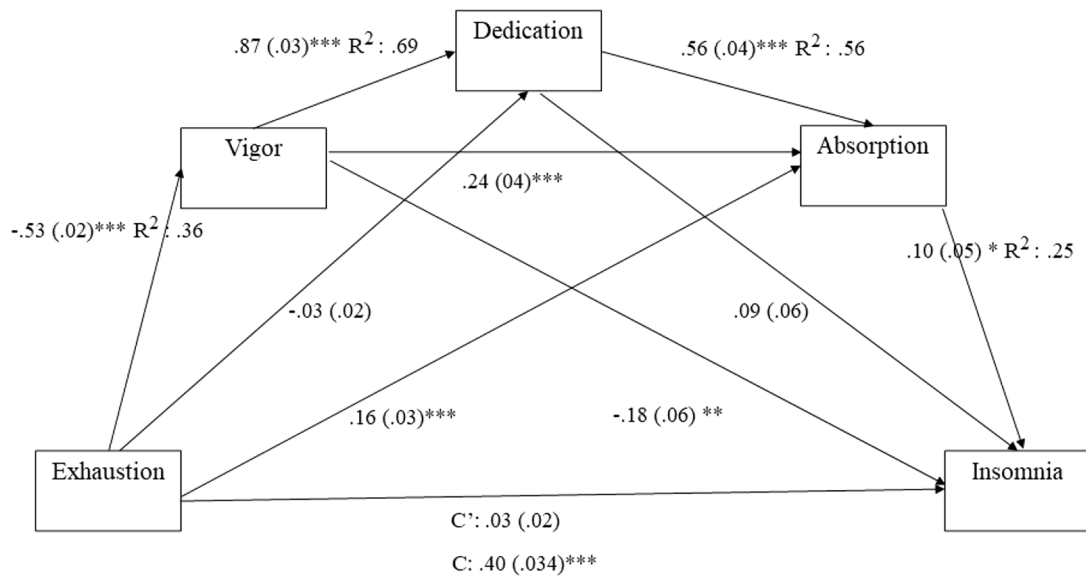 Dedication
.87 (.03)*** R²: .69
.56 (.04)*** R²: .56
Vigor
Absorption
.24 (04)***
-.53 (.02)*** R²: .36
.10 (.05) * R²: .25
-.03 (.02)
.09 (.06)
.16 (.03)***
-.18 (.06) **
Exhaustion
Insomnia
C’: .03 (.02)
C: .40 (.034)***